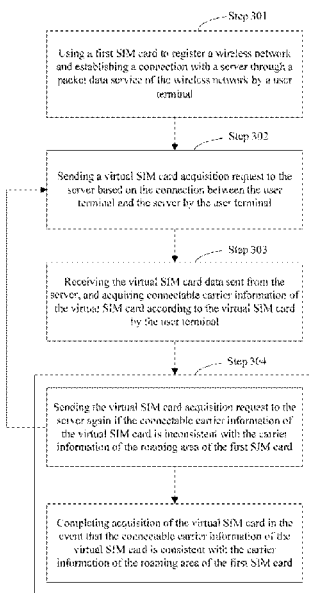 Step 301
Using a first SIM card to register a wireless network
and establishing a connection with a server through a
packet data service of the wireless network by a user
terminal
Step 302
Sending a virtual SIM card acquisition request to the
server based on the connection between the user
terminal and the server by the user terminal
Step 303
Receiving the virtual SIM card data sent from the
server, and acquiring connectable carrier information of
the virtual SIM card according to the virtual SIM card
by the user terminal
Step 304
Sending the virtual SIM card acquisition request to the
server again if the connectable carrier information of
the virtual SIM card is inconsistent with the carrier
information of the roaming area of the first SIM card
Completing acquisition of the virtual SIM card in the
event that the connectable carrier information of the
virtual SIM card is consistent with the carrier
information of the roaming area of the first SIM card